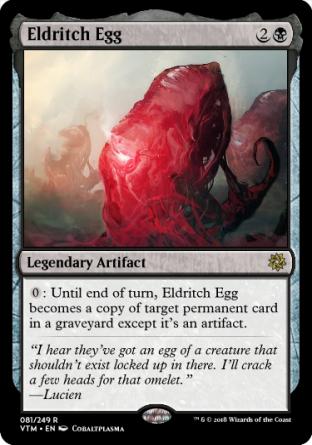 Eldritch Egg 2
Legendary Artifact
0: Until end of turn, Eldritch Egg
becomes a copy of target permanent card
in a graveyard except it's an artifact.
“I hear they've got an egg of a creature that
shouldn't exist locked up in there. I'll crack
a few heads for that omelet.”
—Lucien
081/249 R
VTM • EN COBALTPLASMA
™ & © 2018 Wizards of the Coast